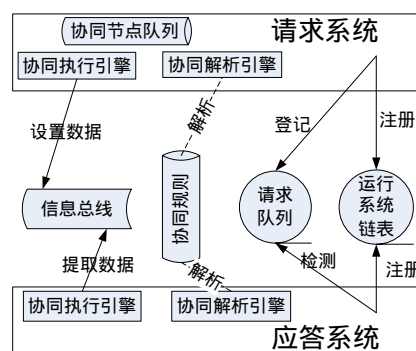 协同节点队列
请求系统
协同执行引擎
协同解析引擎
解析
设置数据
登记
注册
信息总线
协同规则
请求
队列
运行
系统
链表
提取数据
解析
检测
注册
协同执行引擎
协同解析引擎
应答系统